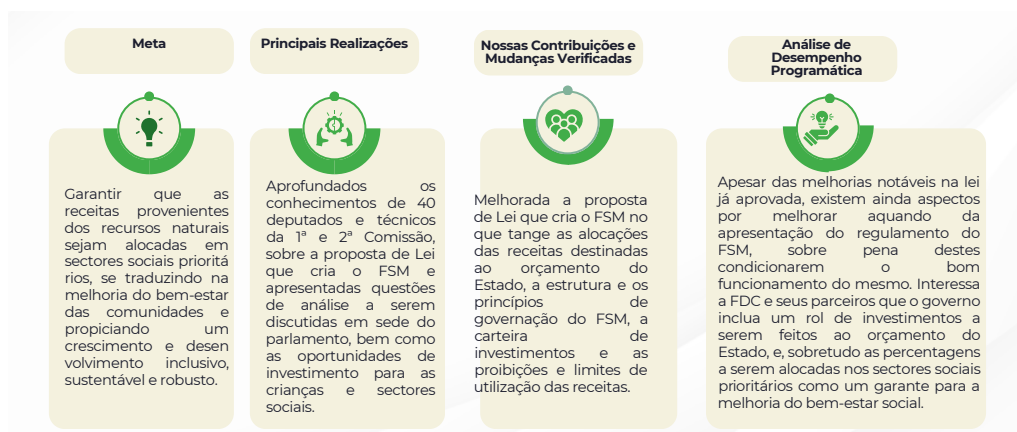 Meta
Garantir que as
receitas provenientes
dos recursos naturais
sejam alocadas em
sectores sociais prioritá
rios, se traduzindo na
melhoria do bem-estar
das comunidades e
propiciando um
crescimento e desen
volvimento inclusivo,
sustentável e robusto.
Principais Realizações
Aprofundados os
conhecimentos de 40
deputados e técnicos
da 1ª e 2ª Comissão,
sobre a proposta de Lei
que cria o FSM e
apresentadas questões
de análise a serem
discutidas em sede do
parlamento, bem como
as oportunidades de
investimento para as
crianças e sectores
sociais.
Nossas Contribuições e
Mudanças Verificadas
Melhorada a proposta
de Lei que cria o FSM no
que tange as alocações
das receitas destinadas
ao orçamento do
Estado, a estrutura e os
princípios de
governação do FSM, a
carteira de
investimentos e as
proibições e limites de
utilização das receitas.
Análise de
Desempenho
Programática
Apesar das melhorias notáveis na lei
já aprovada, existem ainda aspectos
por melhorar aquando da
apresentação do regulamento do
FSM, sobre pena destes
condicionarem o bom
funcionamento do mesmo. Interessa
a FDC e seus parceiros que o governo
inclua um rol de investimentos a
serem feitos ao orçamento do
Estado, e, sobretudo as percentagens
a serem alocadas nos sectores sociais
prioritários como um garante para a
melhoria do bem-estar social.